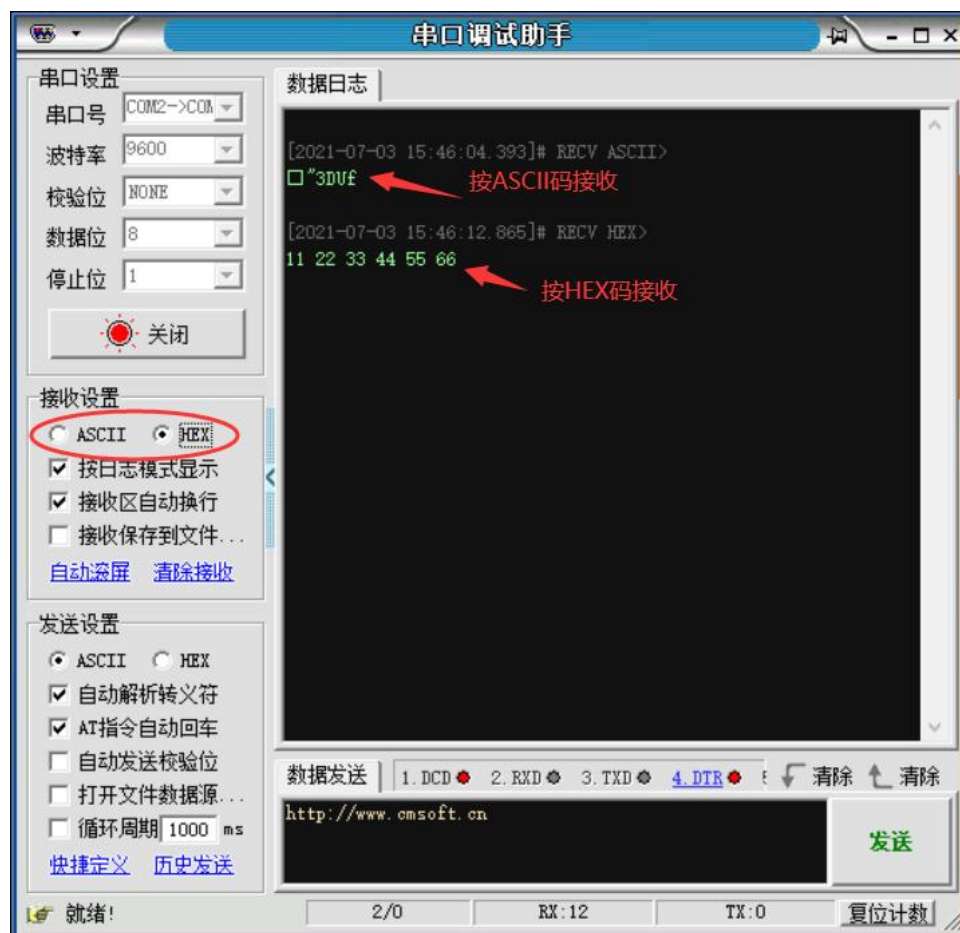 串口调试助手
串口设置
串口号 COM2->COM
波特率 9600
校验位 NONE
数据位 8
停止位 1
关闭
接收设置
ASCII HEX
按日志模式显示
接收区自动换行
接收保存到文件...
自动滚屏 清除接收
发送设置
ASCII HEX
自动解析转义符
AT指令自动回车
自动发送校验位
打开文件数据源...
循环周期 1000 ms
快捷定义 历史发送
数据日志
[2021-07-03 15:46:04.393]# RECV ASCII>
□"3DUf 按ASCII码接收
[2021-07-03 15:46:12.865]# RECV HEX>
11 22 33 44 55 66
按HEX码接收
数据发送 1. DCD 2. RXD 3. TXD 4. DTR 清除 清除
http://www.cmsoft.cn
发送
就绪! 2/0 RX:12 TX:0 复位计数